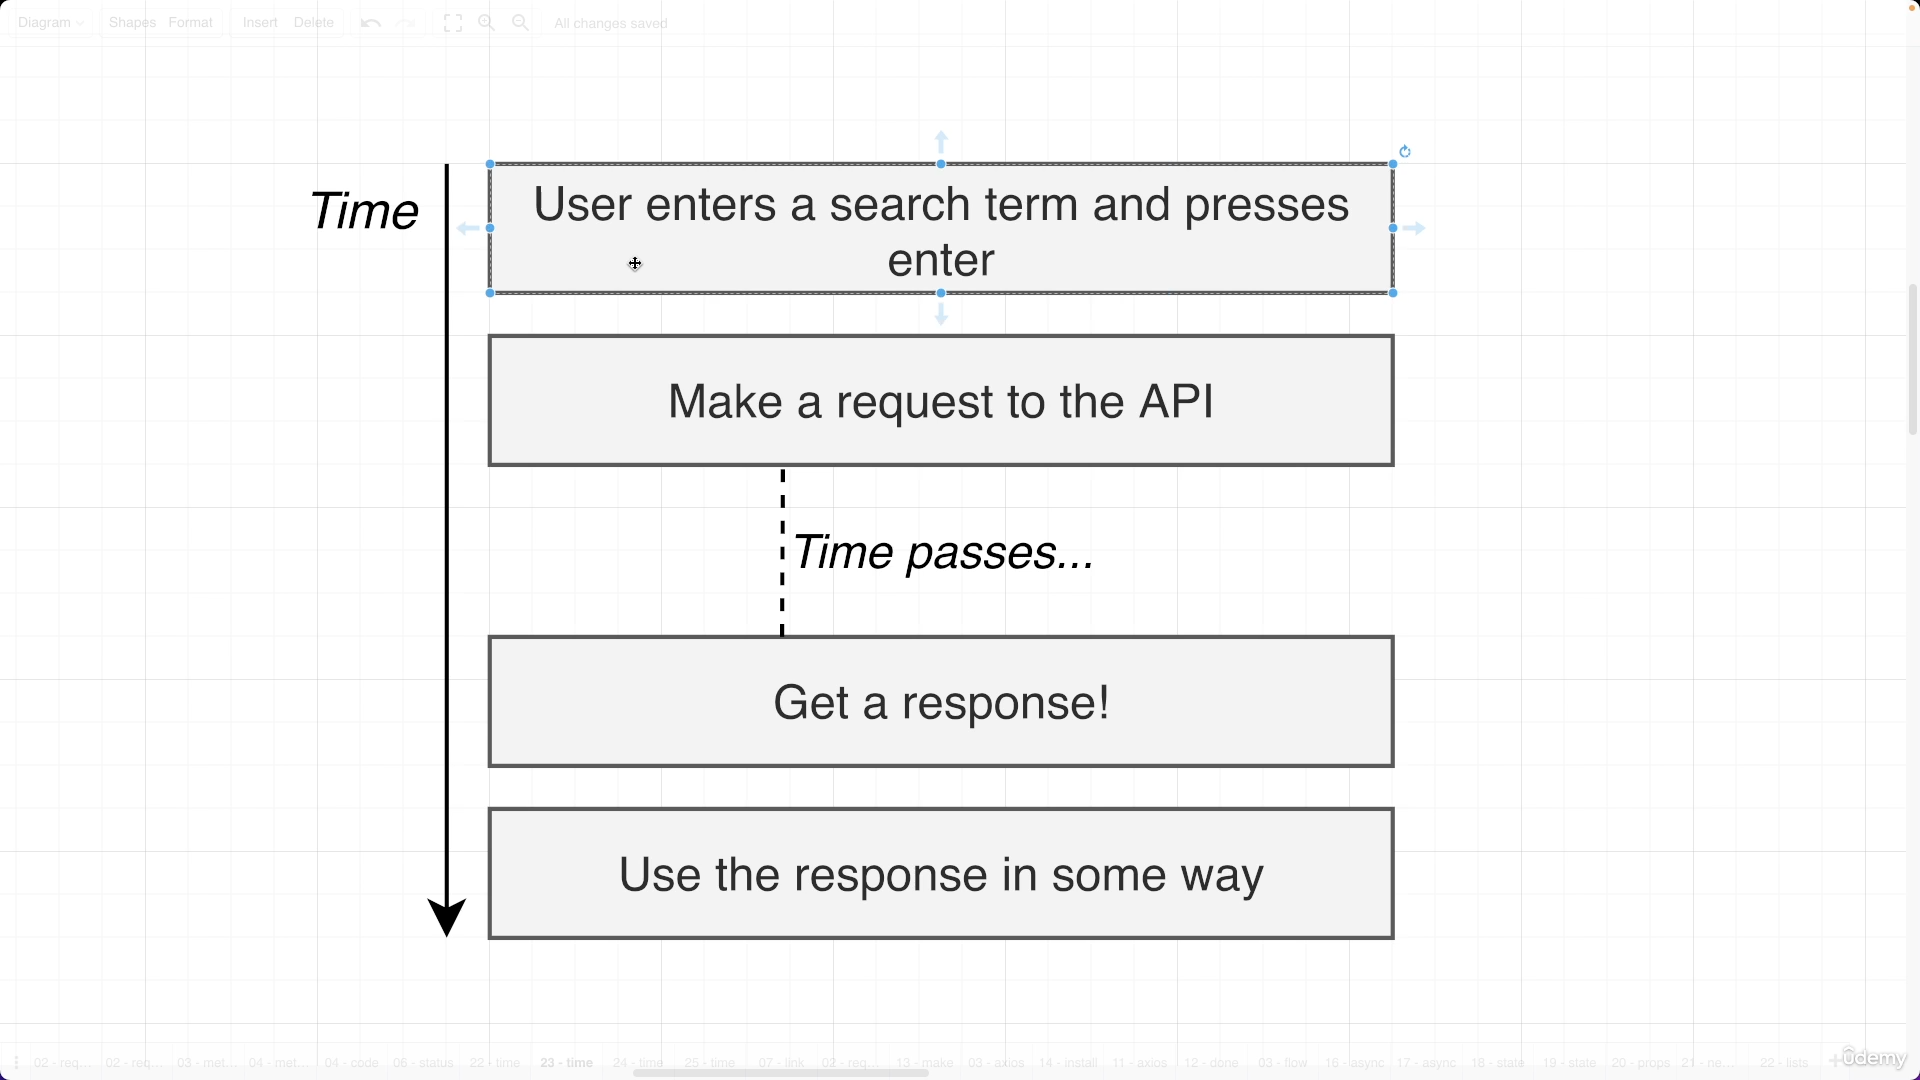 Diagram Shapes Format Insert Delete All changes saved
Time
User enters a search term and presses
enter
Make a request to the API
Time passes...
Get a response!
Use the response in some way
02 - req... 02 - req... 03 - met... 04 - met... 04 - code 06 - status 22 - time 23 - time 24 - time 25 - time 07 - link 02 - req... 13 - make 03 - axios 14 - install 11 - axios 12 - done 03 - flow 16 - async 17 - async 18 - state 19 - state 20 - props 21 - ne... 22 - lists
ûdemy